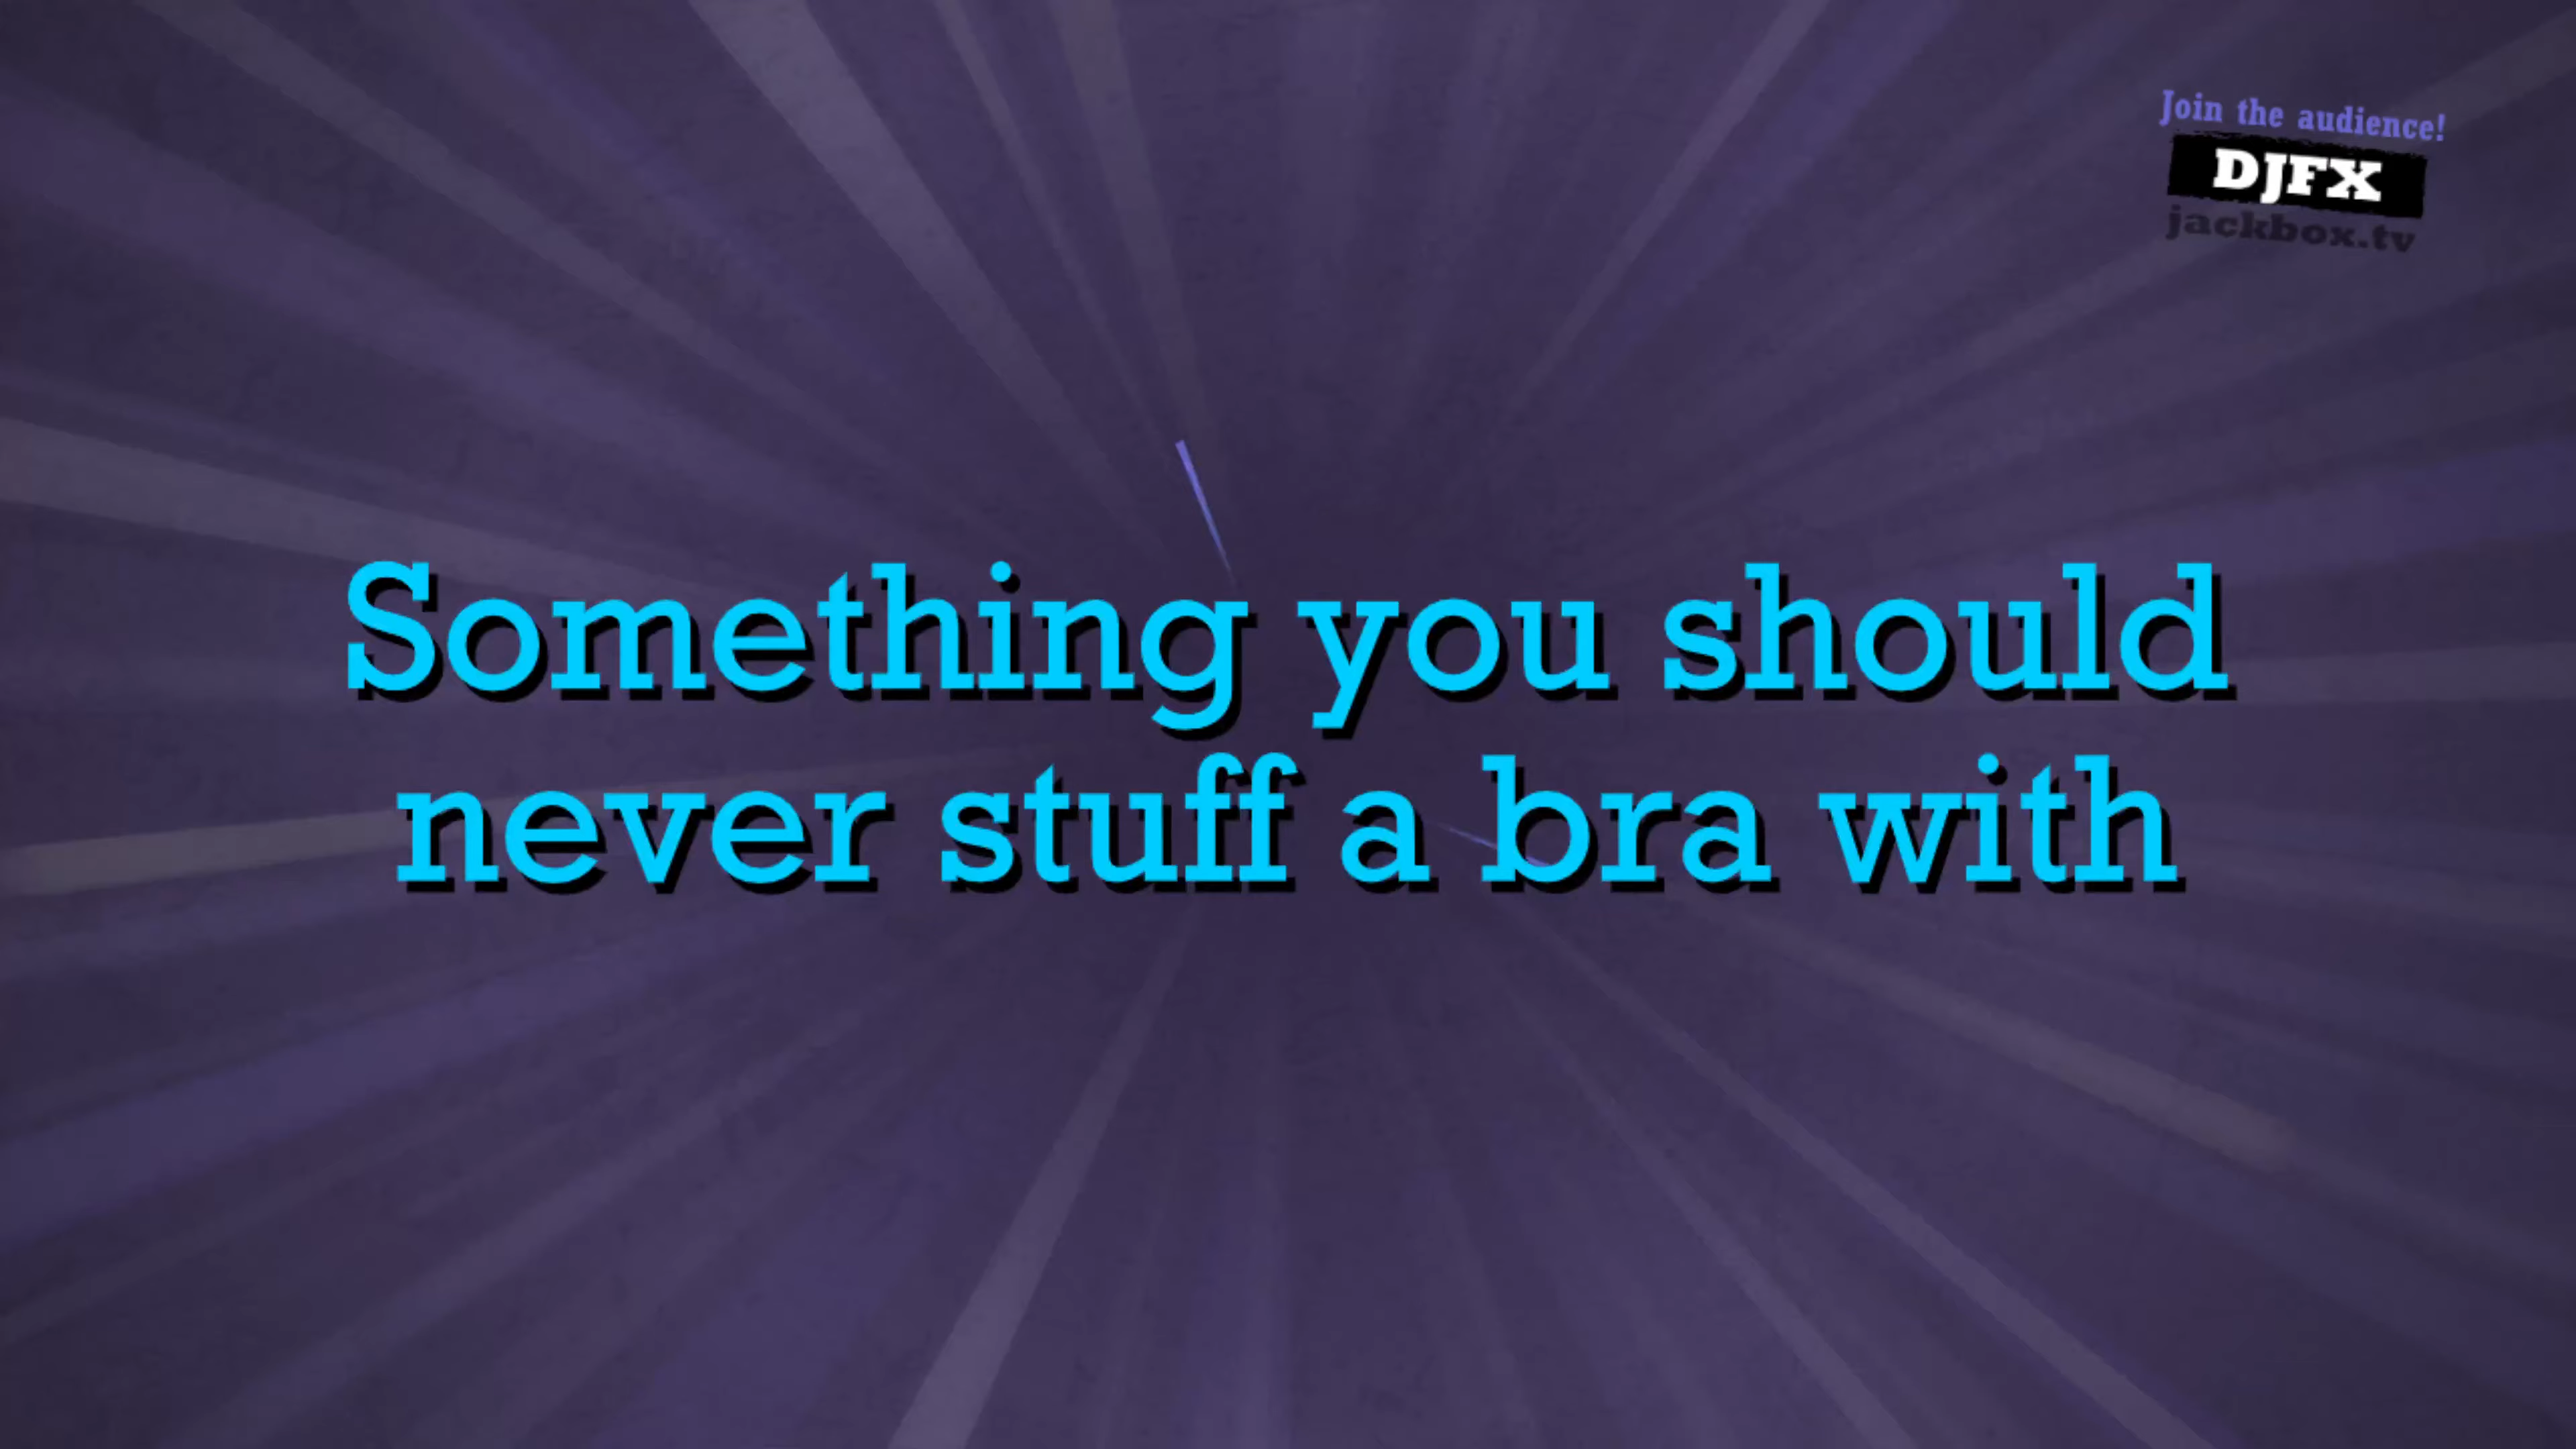 Join the audience!
DJFX
jackbox.tv
Something you should
never stuff a bra with